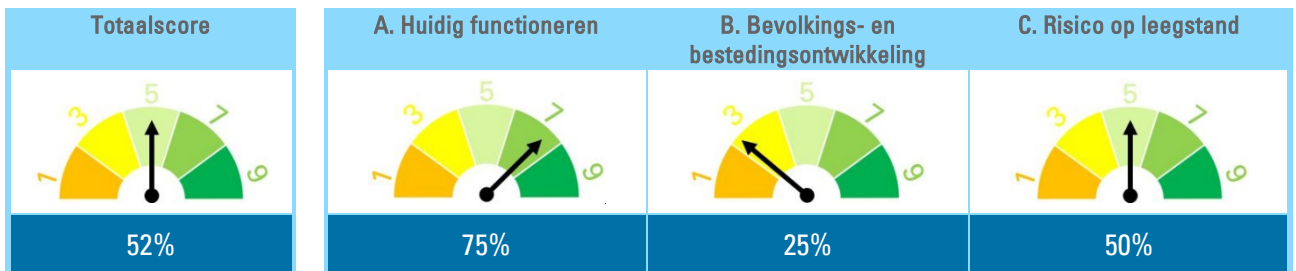 Totaalscore
A. Huidig functioneren
B. Bevolkings- en
bestedingsontwikkeling
C. Risico op leegstand
1 3 5 7 9
1 3 5 7 9
1 3 5 7 9
1 3 5 7 9
52%
75%
25%
50%